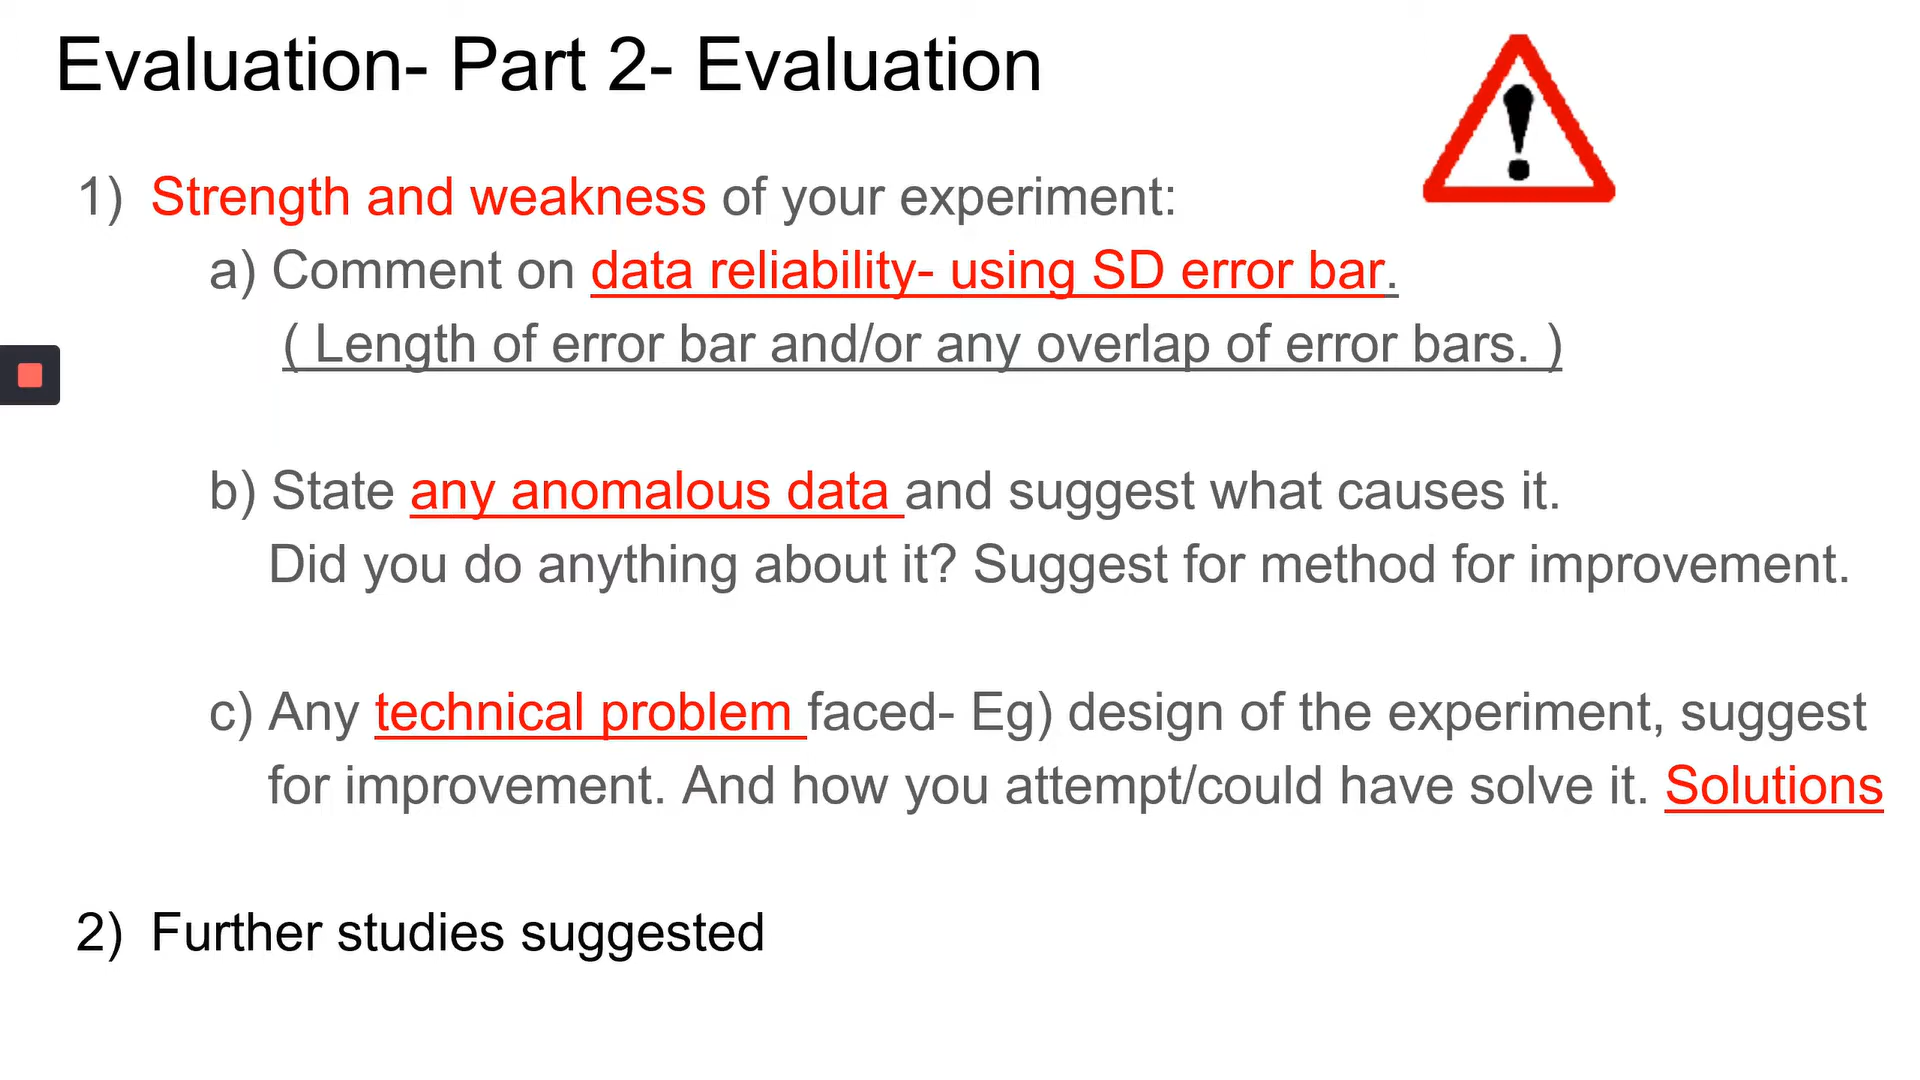 Evaluation- Part 2- Evaluation
1) Strength and weakness of your experiment:
a) Comment on data reliability- using SD error bar.
( Length of error bar and/or any overlap of error bars. )
b) State any anomalous data and suggest what causes it.
Did you do anything about it? Suggest for method for improvement.
c) Any technical problem faced- Eg) design of the experiment, suggest
for improvement. And how you attempt/could have solve it. Solutions
2) Further studies suggested